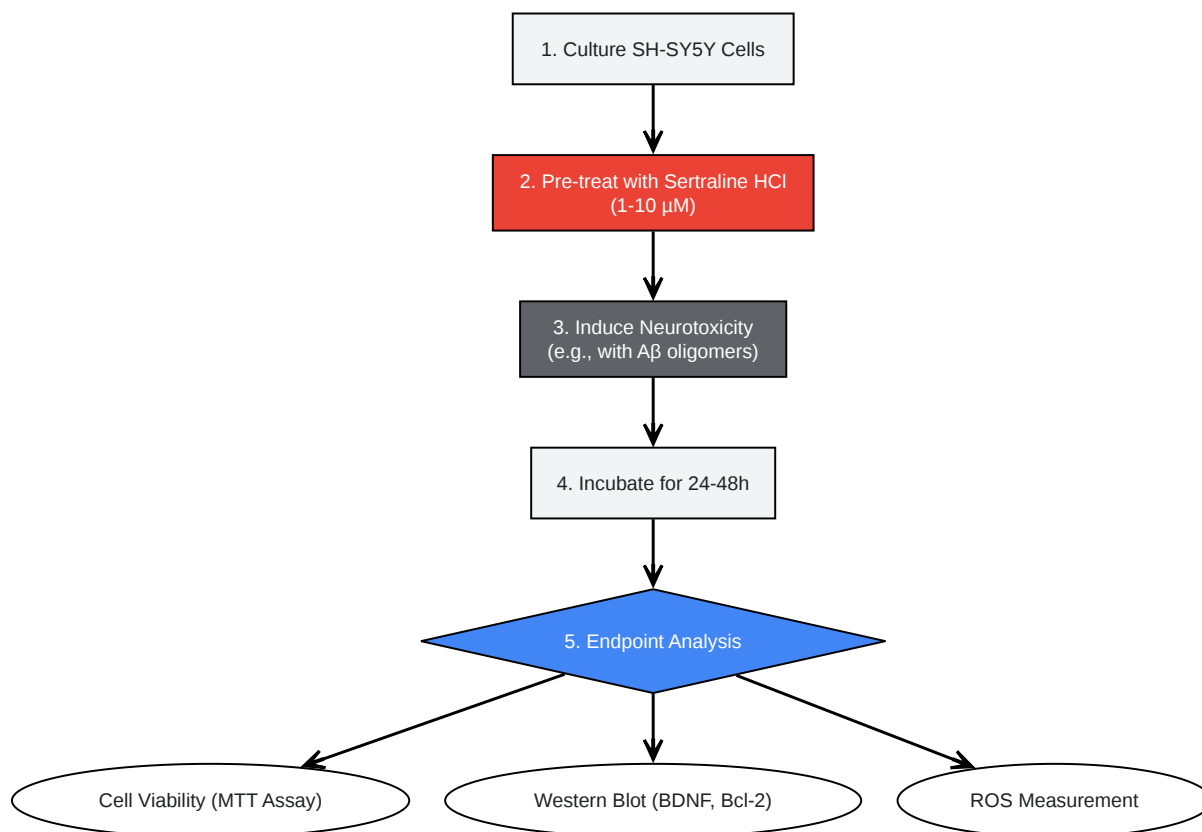 1. Culture SH-SY5Y Cells
2. Pre-treat with Sertraline HCl
(1-10 µM)
3. Induce Neurotoxicity
(e.g., with Aβ oligomers)
4. Incubate for 24-48h
5. Endpoint Analysis
Cell Viability (MTT Assay)
Western Blot (BDNF, Bcl-2)
ROS Measurement